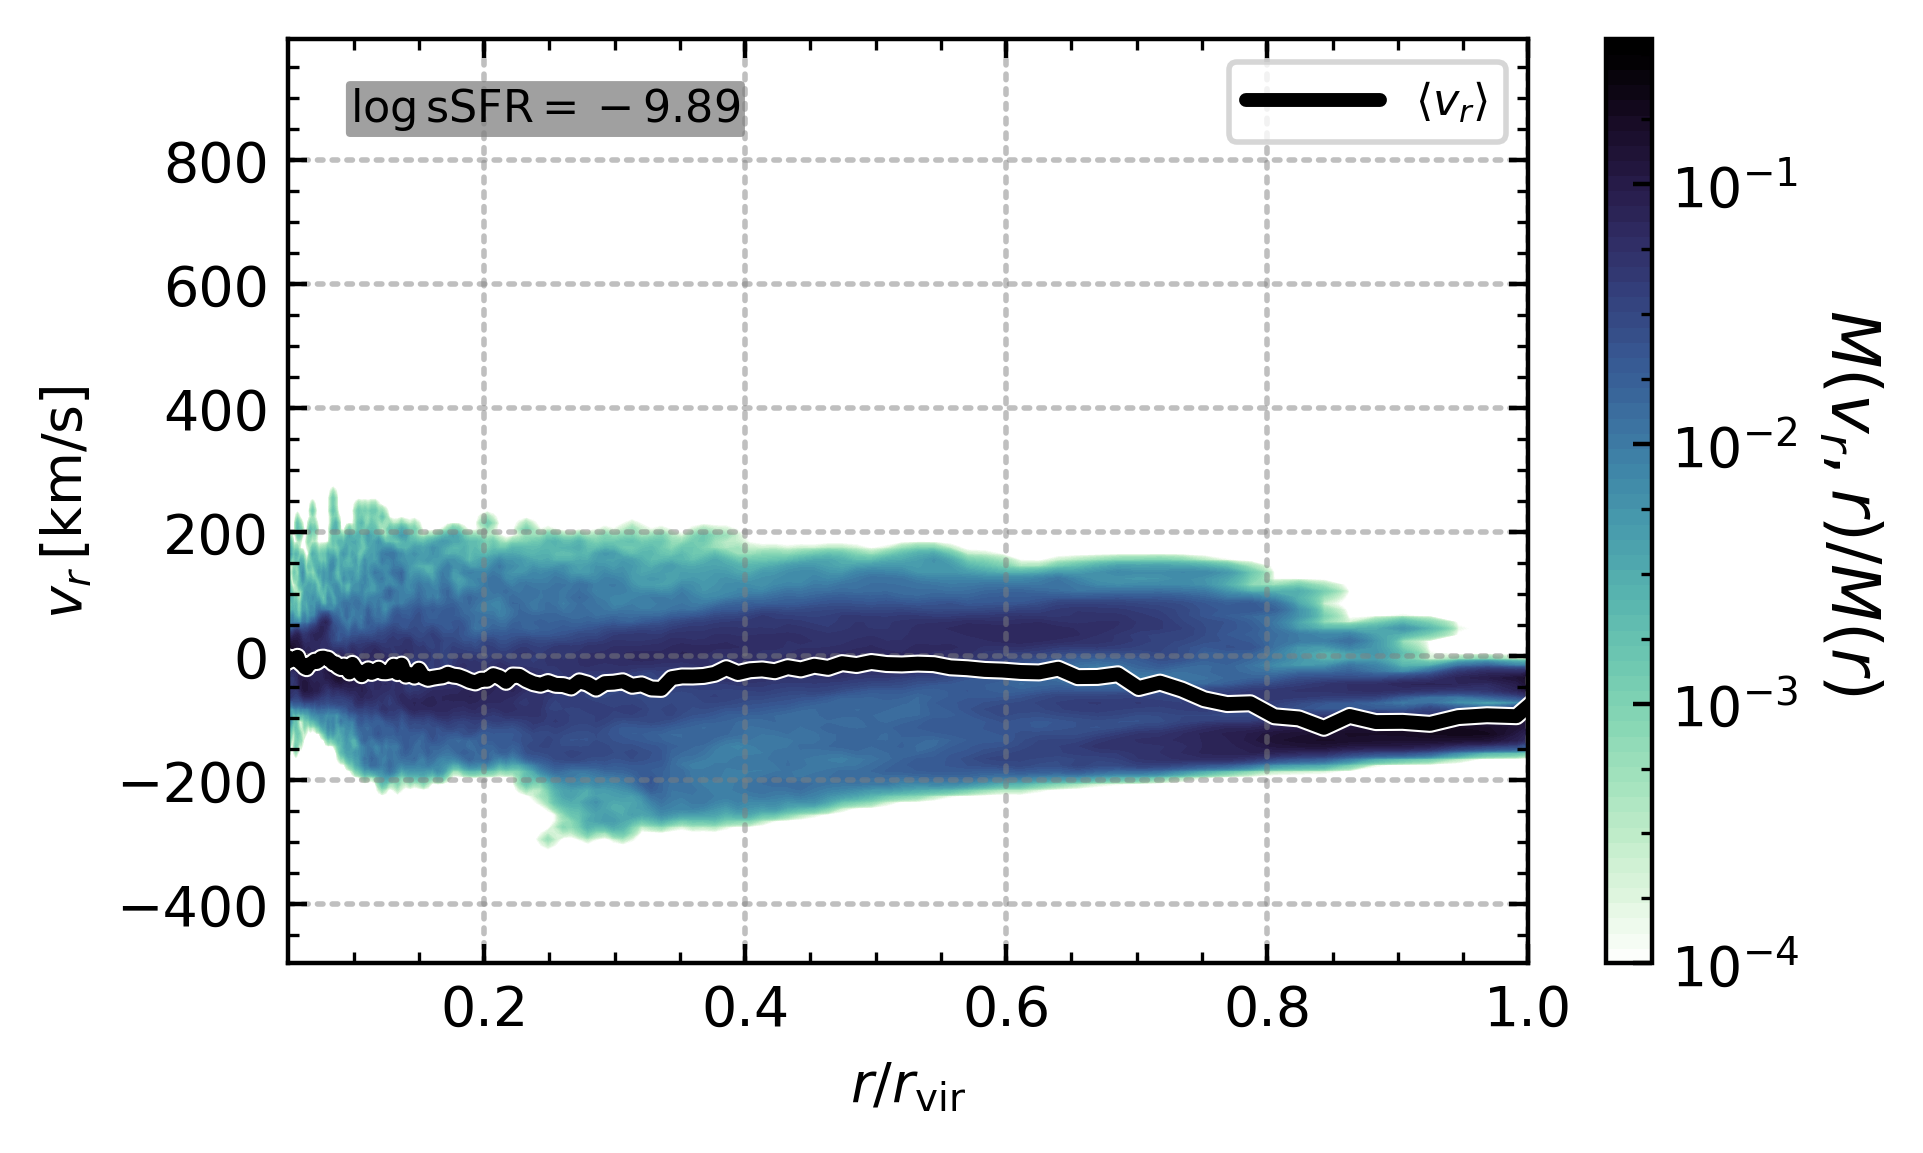 log sSFR = −9.89
⟨v_r⟩
800
600
400
200
0
−200
−400
v_r [km/s]
0.2 0.4 0.6 0.8 1.0
r/r_vir
10⁻¹
10⁻²
10⁻³
10⁻⁴
M(v_r, r)/M(r)